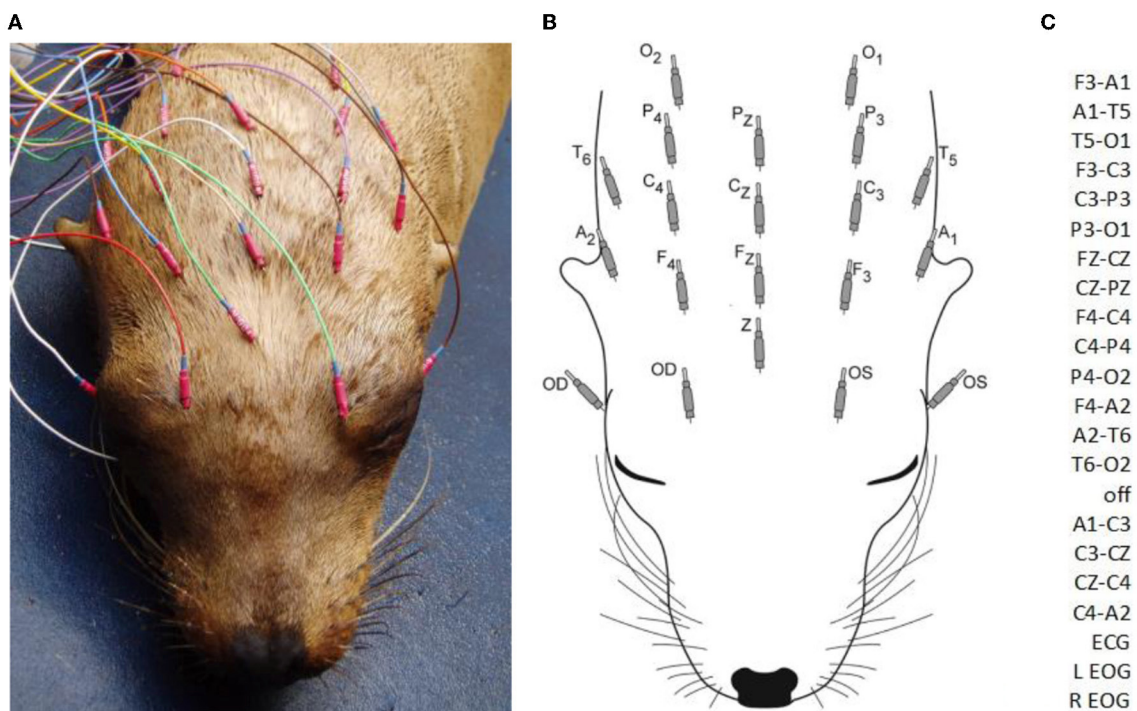 A
B
C
O2 O1
P4 PZ P3
T6 T5
C4 CZ C3
A2 A1
F4 FZ F3
Z
OD OD OS OS
F3-A1
A1-T5
T5-O1
F3-C3
C3-P3
P3-O1
FZ-CZ
CZ-PZ
F4-C4
C4-P4
P4-O2
F4-A2
A2-T6
T6-O2
off
A1-C3
C3-CZ
CZ-C4
C4-A2
ECG
L EOG
R EOG